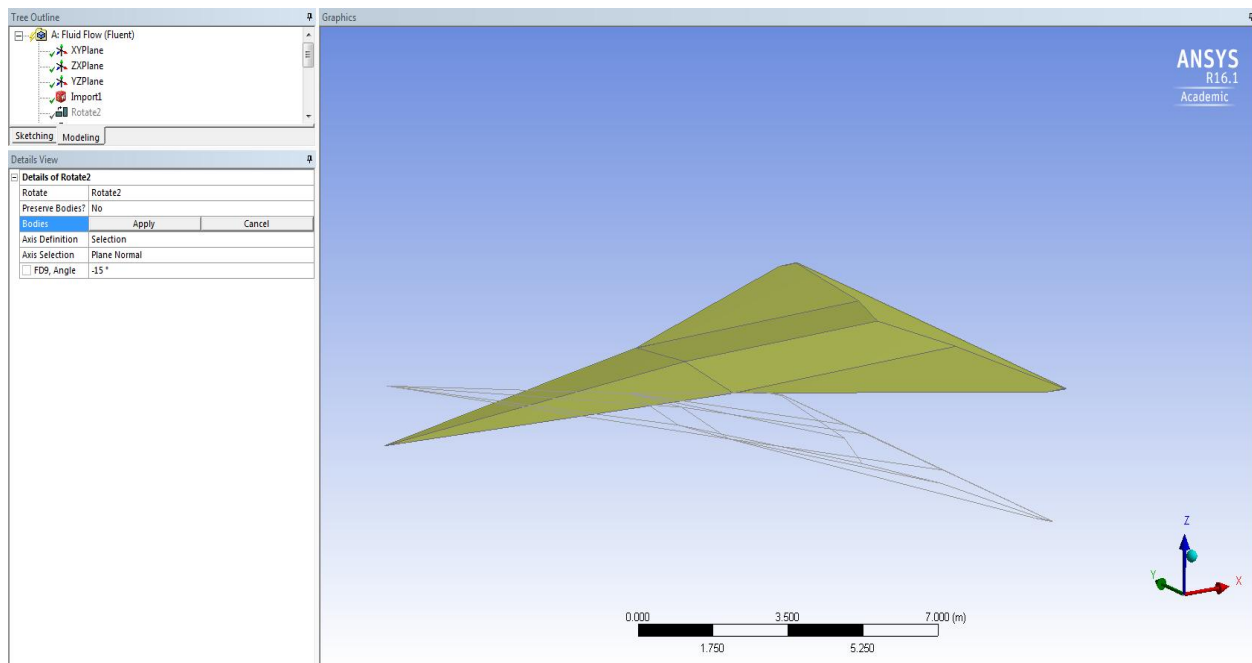 Tree Outline
A: Fluid Flow (Fluent)
XYPlane
ZXPlane
YZPlane
Import1
Rotate2
Sketching Modeling
Details View
Details of Rotate2
Rotate Rotate2
Preserve Bodies? No
Bodies Apply Cancel
Axis Definition Selection
Axis Selection Plane Normal
FD9, Angle -15 °
Graphics
ANSYS
R16.1
Academic
Z
Y
X
0.000 3.500 7.000 (m)
1.750 5.250